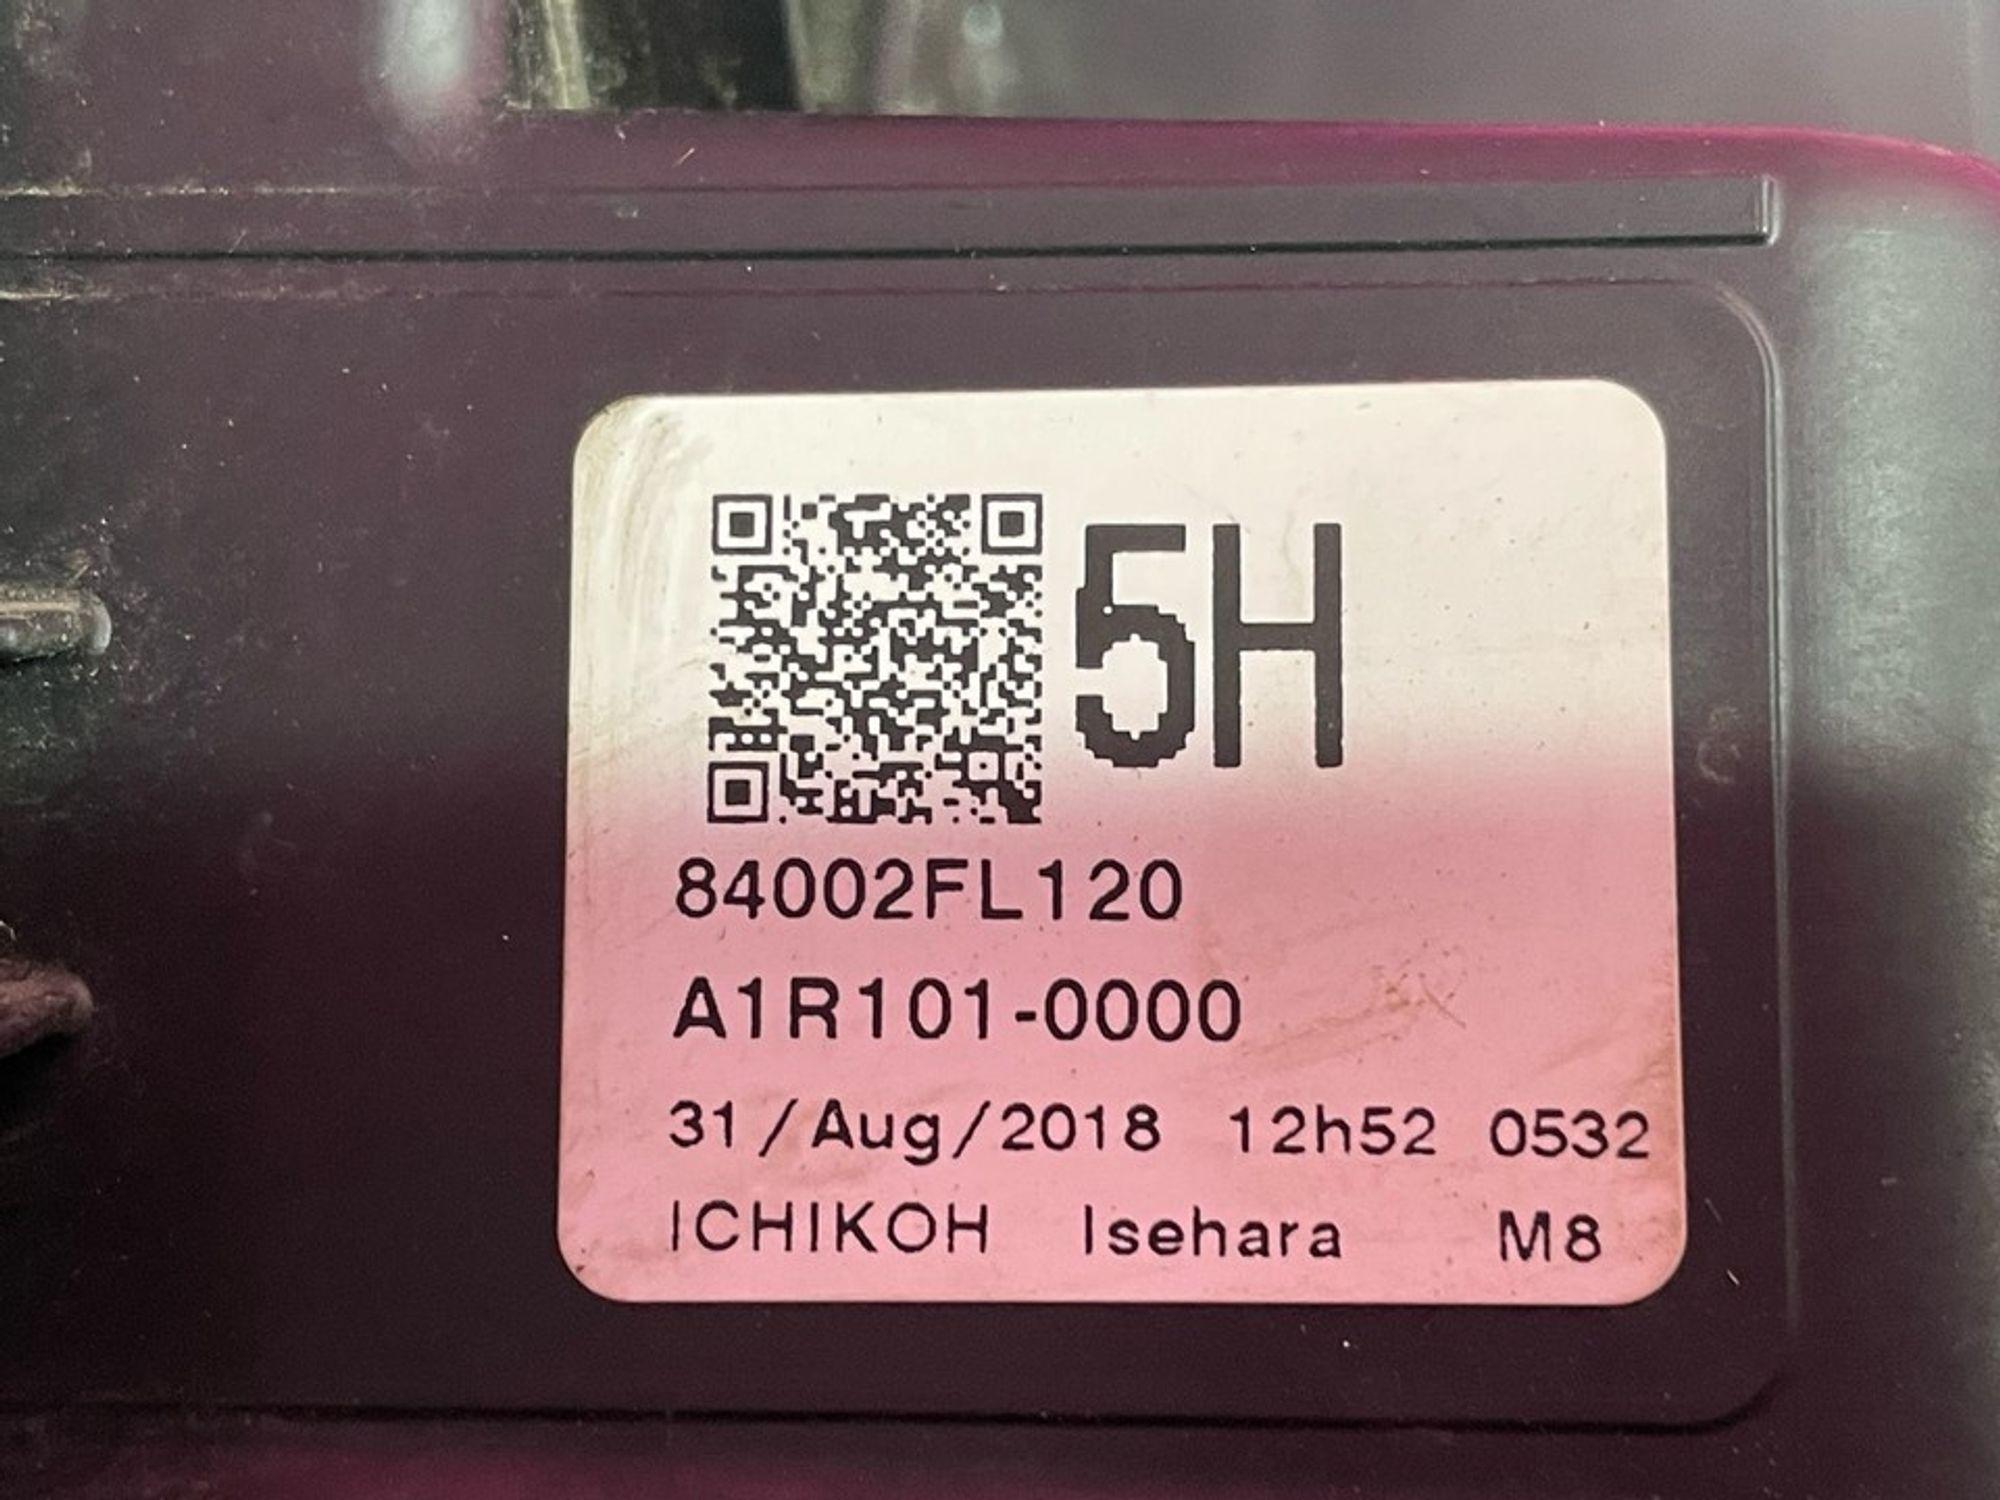 5H
84002FL120
A1R101-0000
31/Aug/2018 12h52 0532
ICHIKOH Isehara M8